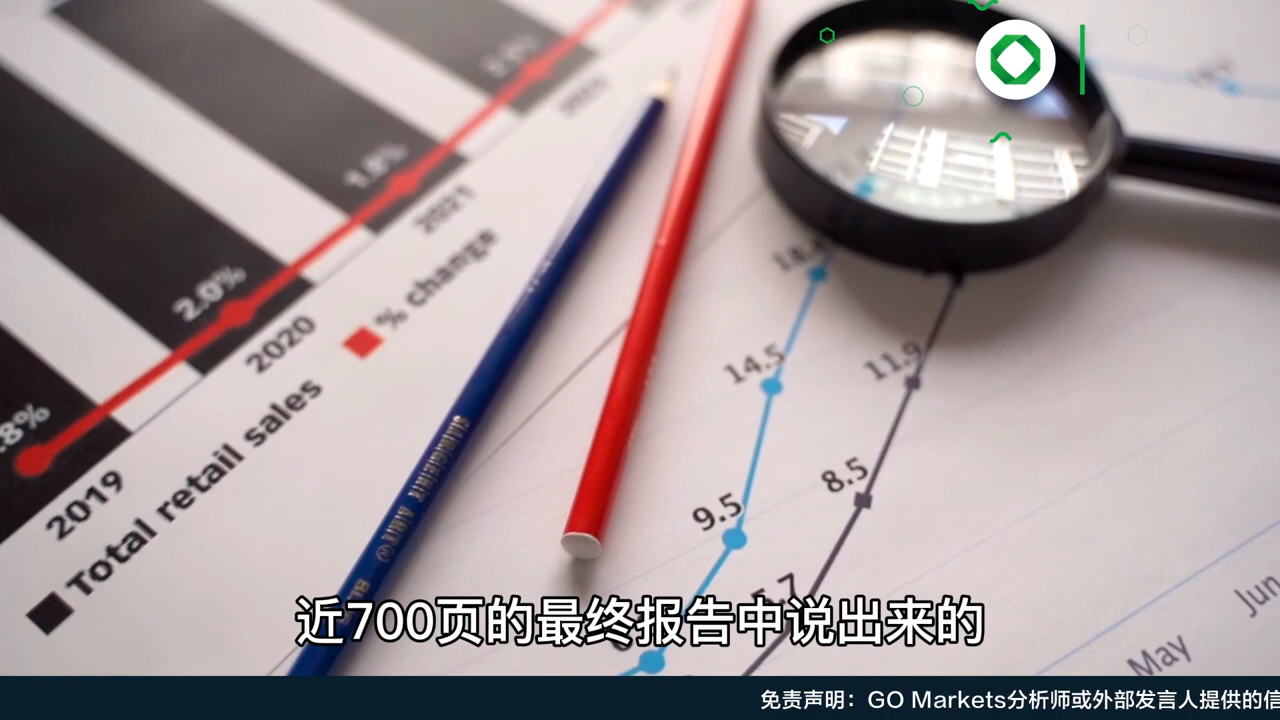 1.8%
2021
2.0%
% change
2020
Total retail sales
2019
14.5
11.9
8.5
9.5
5.7
Jun
May
近700页的最终报告中说出来的
免责声明：GO Markets分析师或外部发言人提供的信